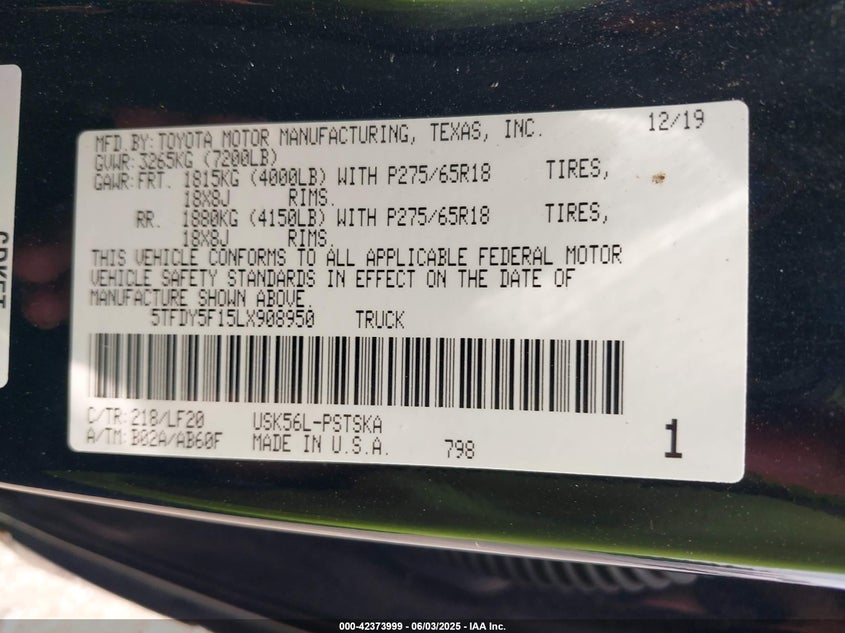 MFD.BY: TOYOTA MOTOR MANUFACTURING, TEXAS, INC. 12/19
GVWR: 3265KG (7200LB)
GAWR: FRT. 1815KG (4000LB) WITH P275/65R18 TIRES,
18X8J RIMS.
RR. 1880KG (4150LB) WITH P275/65R18 TIRES,
18X8J RIMS.
THIS VEHICLE CONFORMS TO ALL APPLICABLE FEDERAL MOTOR
VEHICLE SAFETY STANDARDS IN EFFECT ON THE DATE OF
MANUFACTURE SHOWN ABOVE.
5TFDY5F15LX908950 TRUCK
C/TR: 218/LF20 USK56L-PSTSKA
A/TM: B02A/AB60F MADE IN U.S.A. 798 1
000-42373999 - 06/03/2025 - IAA Inc.